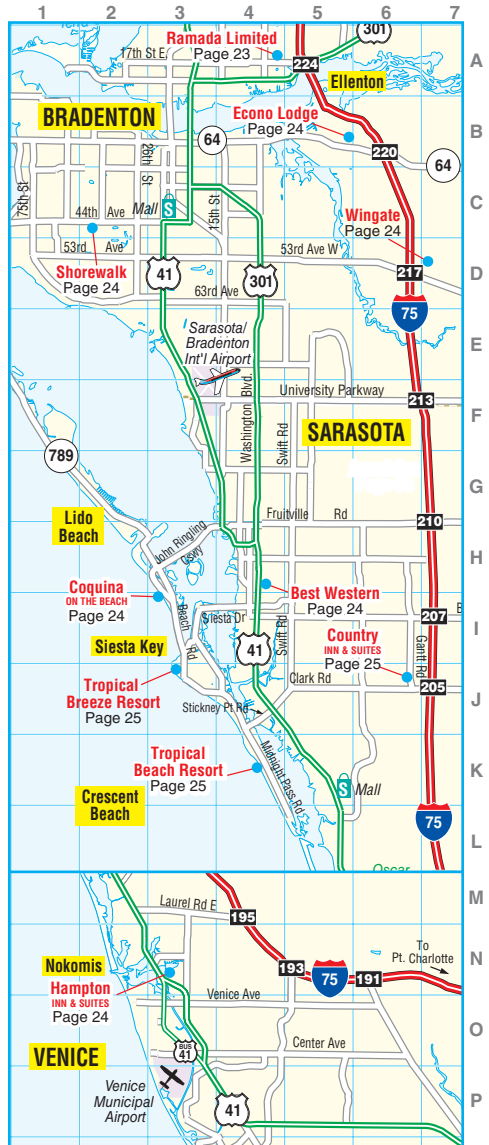 1 2 3 4 5 6 7
A
B
C
D
E
F
G
H
I
J
K
L
M
N
O
P
301
Ramada Limited
Page 23
17th St E
224
Ellenton
BRADENTON
Econo Lodge
Page 24
64
220
64
75th St
26th St
Mall
S
15th St
44th Ave
Wingate
Page 24
53rd Ave
53rd Ave W
Shorewalk
Page 24
41
301
217
63rd Ave
75
Sarasota/
Bradenton
Int'l Airport
University Parkway
213
Washington Blvd.
Swift Rd
SARASOTA
789
Lido
Beach
Fruitville Rd
210
John Ringling
Cswy
Coquina
ON THE BEACH
Page 24
Best Western
Page 24
Beach Rd
Siesta Dr
207
B
Siesta Key
41
Swift Rd
Country
INN & SUITES
Page 25
Gantt Rd
Clark Rd
205
Tropical
Breeze Resort
Page 25
Stickney Pt Rd
Tropical
Beach Resort
Page 25
Midnight Pass Rd
S
Mall
Crescent
Beach
75
Oscar
Laurel Rd E
195
Nokomis
193
75
191
To
Pt. Charlotte
Hampton
INN & SUITES
Page 24
Venice Ave
VENICE
BUS
41
Center Ave
Venice
Municipal
Airport
41